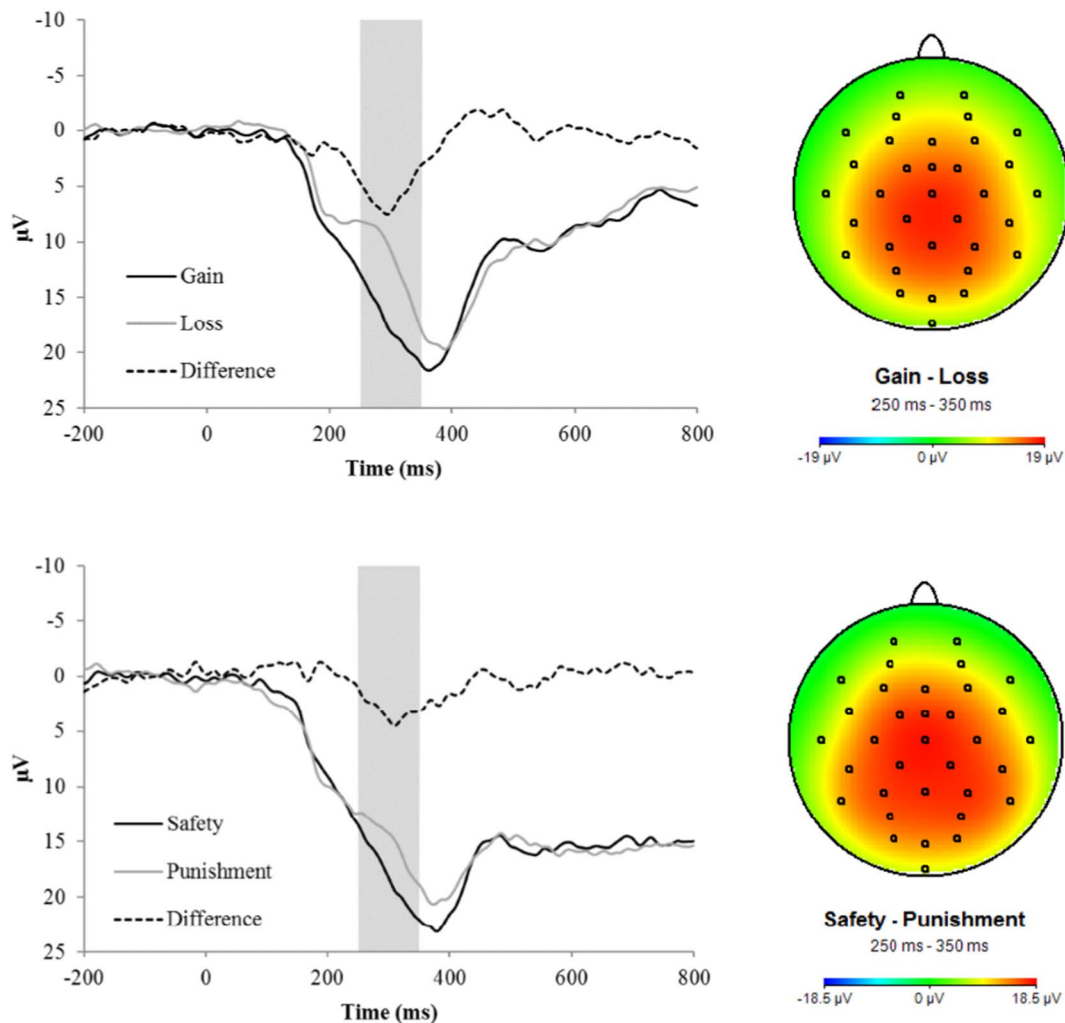 -10
-5
0
5
10
15
20
25
µV
Gain
Loss
Difference
-200
0
200
400
600
800
Time (ms)
Gain - Loss
250 ms - 350 ms
-19 µV
0 µV
19 µV
-10
-5
0
5
10
15
20
25
µV
Safety
Punishment
Difference
-200
0
200
400
600
800
Time (ms)
Safety - Punishment
250 ms - 350 ms
-18.5 µV
0 µV
18.5 µV